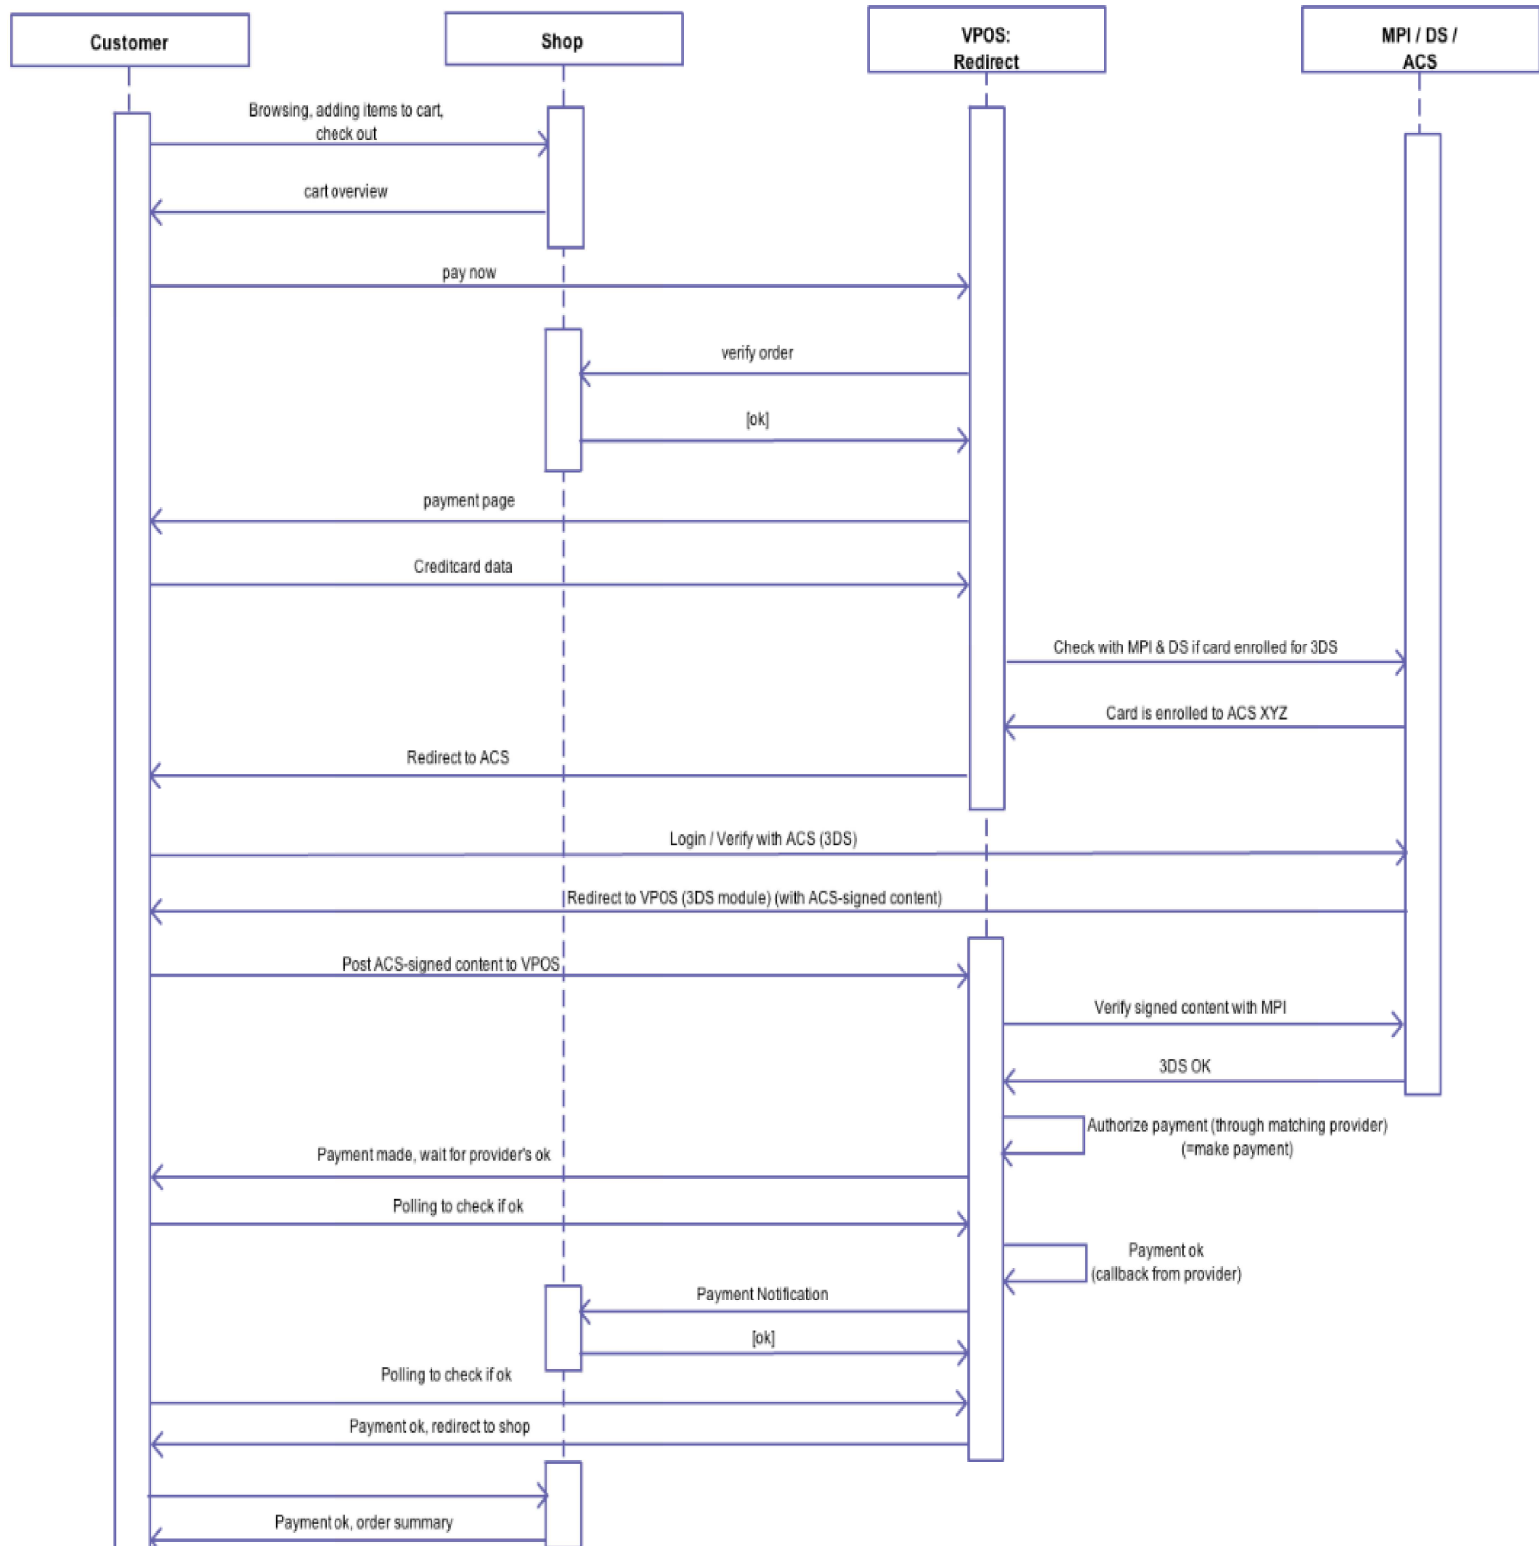 Customer
Shop
VPOS:
Redirect
MPI / DS /
ACS
Browsing, adding items to cart,
check out
cart overview
pay now
verify order
[ok]
payment page
Creditcard data
Check with MPI & DS if card enrolled for 3DS
Card is enrolled to ACS XYZ
Redirect to ACS
Login / Verify with ACS (3DS)
Redirect to VPOS (3DS module) (with ACS-signed content)
Post ACS-signed content to VPOS
Verify signed content with MPI
3DS OK
Authorize payment (through matching provider)
(=make payment)
Payment made, wait for provider's ok
Polling to check if ok
Payment ok
(callback from provider)
Payment Notification
[ok]
Polling to check if ok
Payment ok, redirect to shop
Payment ok, order summary